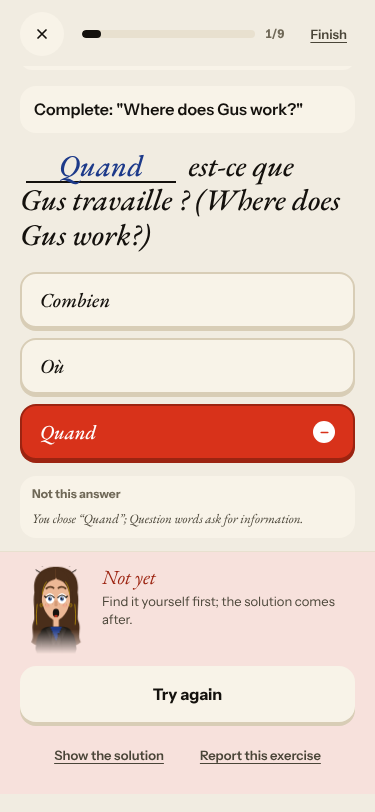 1/9
Finish
Complete: "Where does Gus work?"
Quand est-ce que
Gus travaille ? (Where does
Gus work?)
Combien
Où
Quand
Not this answer
You chose “Quand”; Question words ask for information.
Not yet
Find it yourself first; the solution comes
after.
Try again
Show the solution
Report this exercise